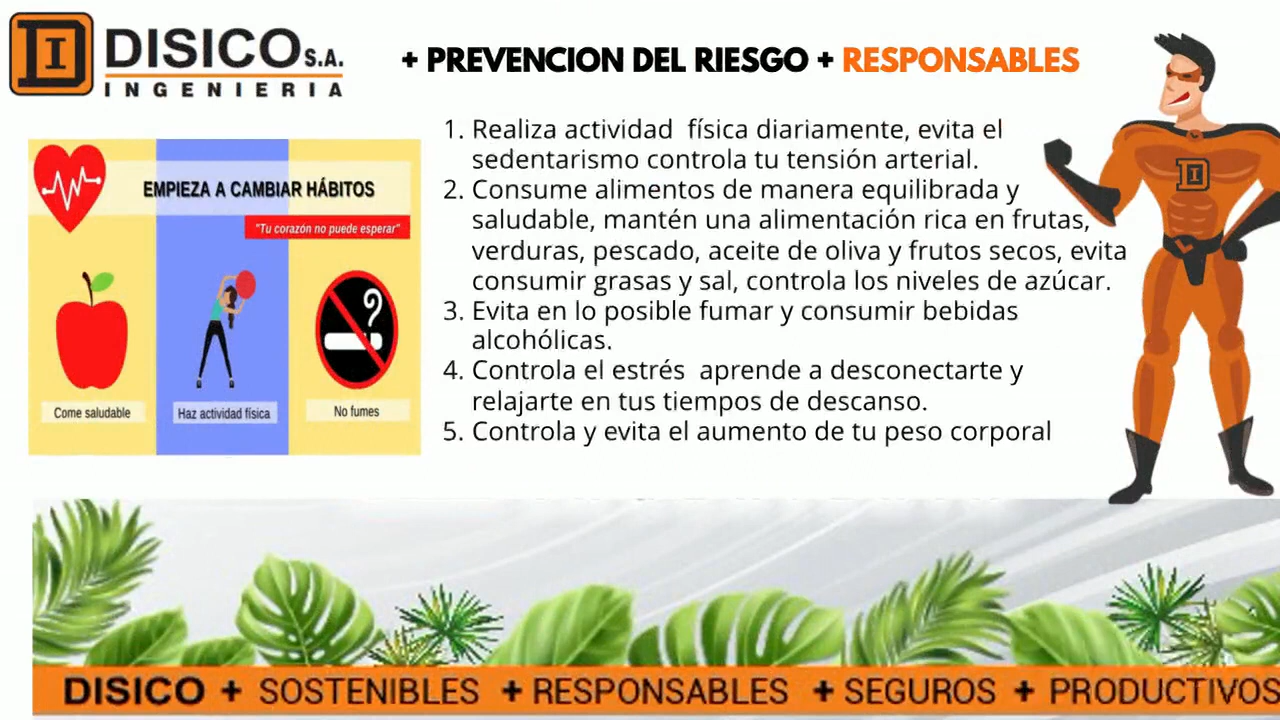 DI
DISICO S.A.
INGENIERIA
+ PREVENCION DEL RIESGO + RESPONSABLES
EMPIEZA A CAMBIAR HÁBITOS
"Tu corazón no puede esperar"
Come saludable
Haz actividad física
No fumes
1. Realiza actividad física diariamente, evita el
sedentarismo controla tu tensión arterial.
2. Consume alimentos de manera equilibrada y
saludable, mantén una alimentación rica en frutas,
verduras, pescado, aceite de oliva y frutos secos, evita
consumir grasas y sal, controla los niveles de azúcar.
3. Evita en lo posible fumar y consumir bebidas
alcohólicas.
4. Controla el estrés aprende a desconectarte y
relajarte en tus tiempos de descanso.
5. Controla y evita el aumento de tu peso corporal
DI
DISICO + SOSTENIBLES + RESPONSABLES + SEGUROS + PRODUCTIVOS